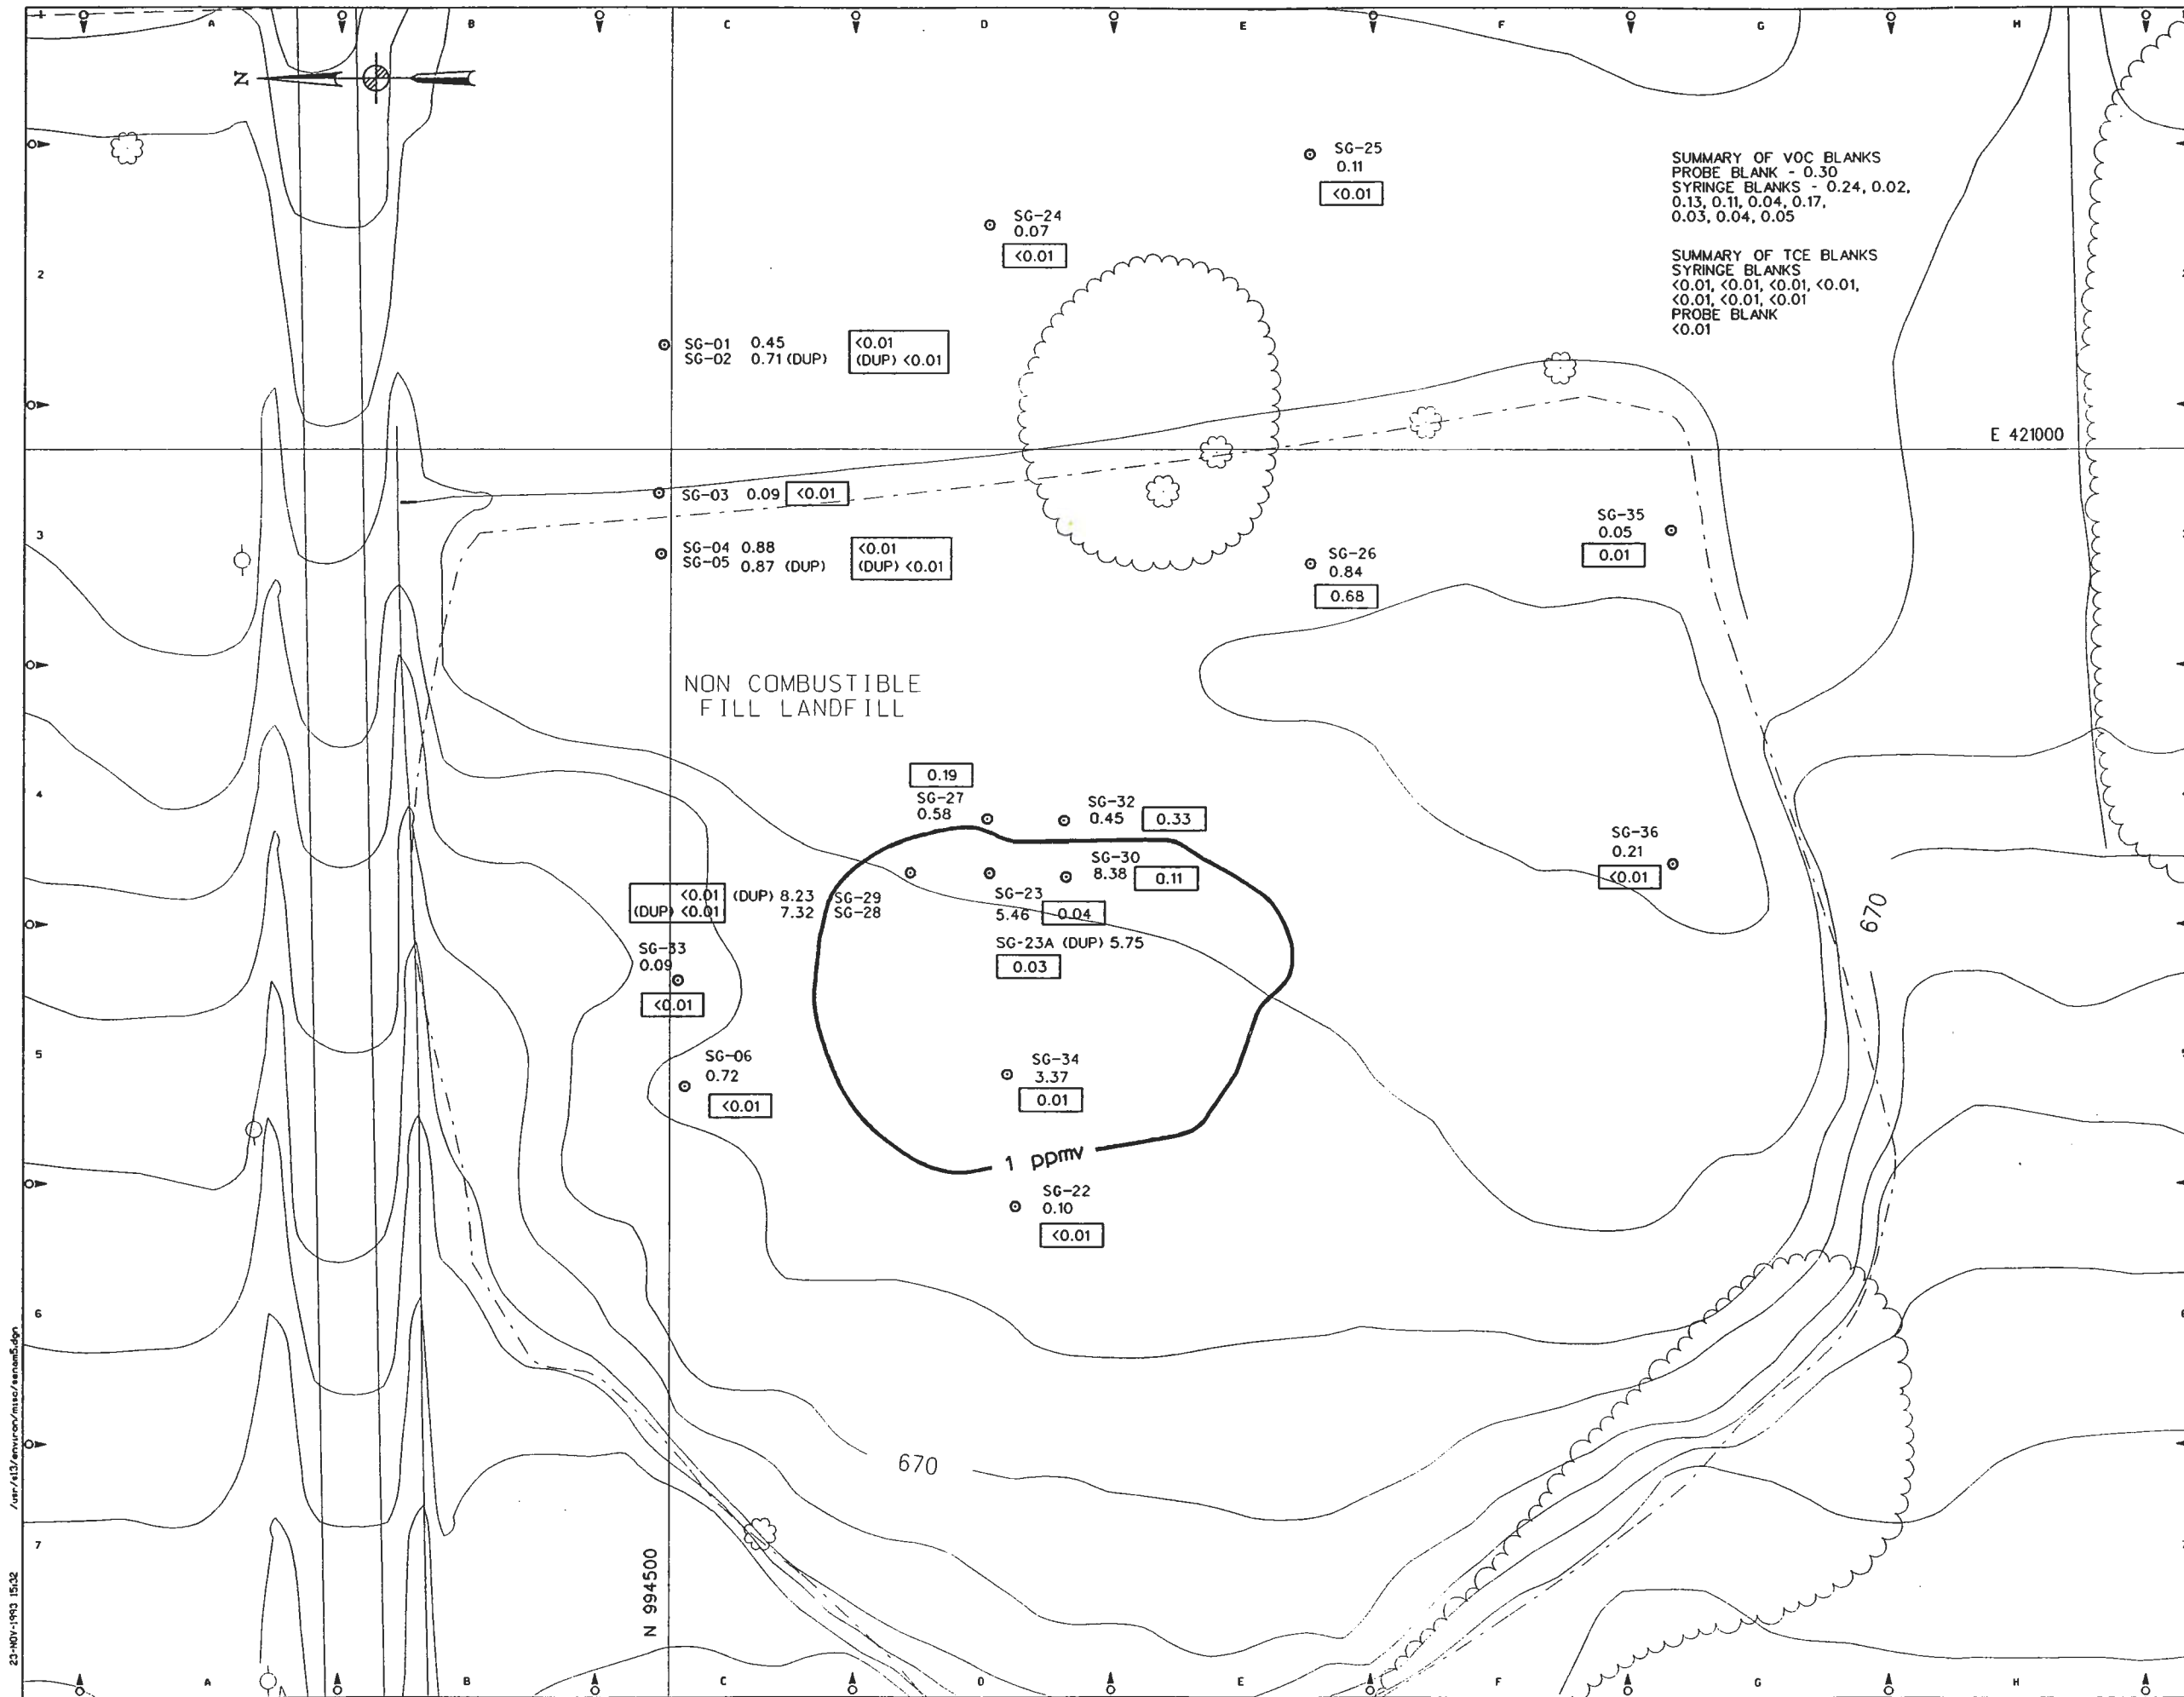 A B C D E F G H
N
SG-25
0.11
<0.01
SUMMARY OF VOC BLANKS
PROBE BLANK - 0.30
SYRINGE BLANKS - 0.24, 0.02,
0.13, 0.11, 0.04, 0.17,
0.03, 0.04, 0.05
SG-24
0.07
<0.01
SUMMARY OF TCE BLANKS
SYRINGE BLANKS
<0.01, <0.01, <0.01, <0.01,
<0.01, <0.01, <0.01
PROBE BLANK
<0.01
2
SG-01 0.45 <0.01
SG-02 0.71 (DUP) (DUP) <0.01
E 421000
SG-03 0.09 <0.01
3
SG-04 0.88 <0.01
SG-05 0.87 (DUP) (DUP) <0.01
SG-35
0.05
0.01
SG-26
0.84
0.68
NON COMBUSTIBLE
FILL LANDFILL
4
0.19
SG-27
0.58
SG-32
0.45 0.33
SG-36
0.21
<0.01
SG-30
8.38 0.11
<0.01 (DUP) 8.23 SG-29
(DUP) <0.01 7.32 SG-28
SG-23
5.46 0.04
SG-23A (DUP) 5.75
0.03
670
SG-33
0.09
<0.01
5
SG-06
0.72
<0.01
SG-34
3.37
0.01
1 ppmv
SG-22
0.10
<0.01
6
670
7
N 994500
23-NOV-1993 15:32
A B C D E F G H